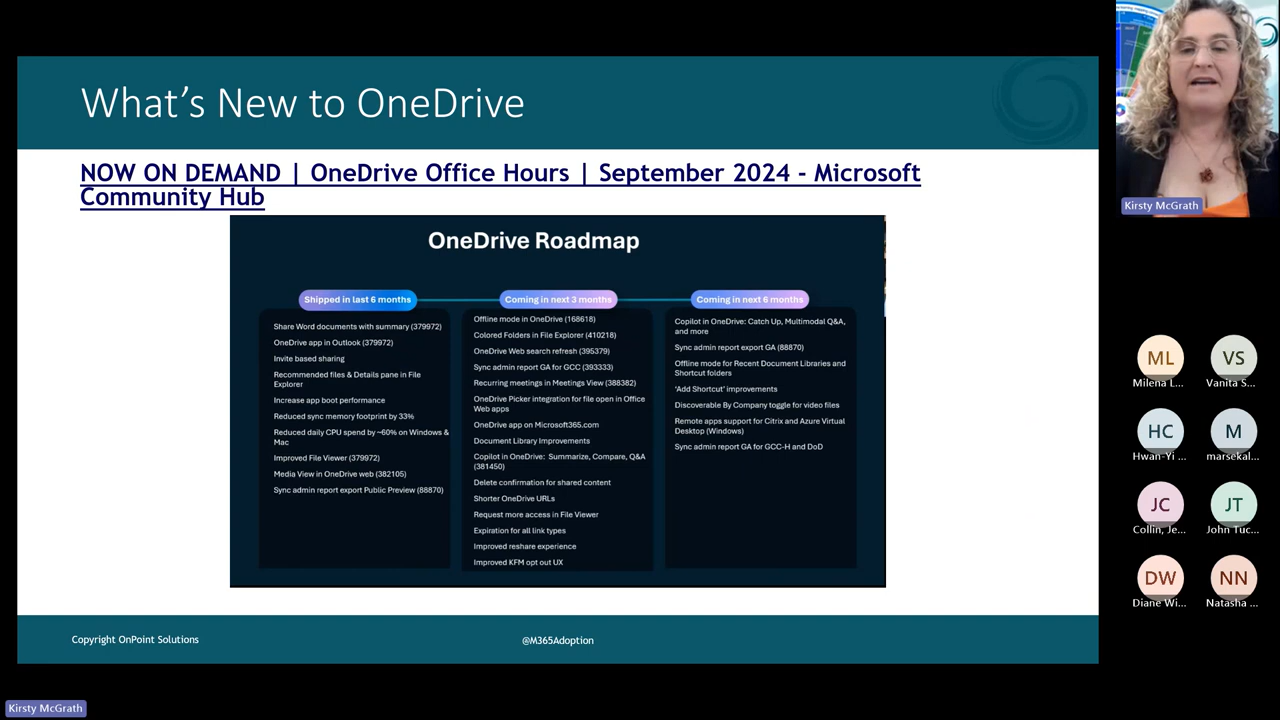 What's New to OneDrive
NOW ON DEMAND | OneDrive Office Hours | September 2024 - Microsoft
Community Hub
OneDrive Roadmap
Shipped in last 6 months
Share Word documents with summary (379972)
OneDrive app in Outlook (379972)
Invite based sharing
Recommended files & Details pane in File
Explorer
Increase app boot performance
Reduced sync memory footprint by 33%
Reduced daily CPU spend by ~60% on Windows &
Mac
Improved File Viewer (379972)
Media View in OneDrive web (382105)
Sync admin report export Public Preview (88870)
Coming in next 3 months
Offline mode in OneDrive (168618)
Colored Folders in File Explorer (410218)
OneDrive Web search refresh (395379)
Sync admin report GA for GCC (393333)
Recurring meetings in Meetings View (388382)
OneDrive Picker integration for file open in Office
Web apps
OneDrive app on Microsoft365.com
Document Library Improvements
Copilot in OneDrive: Summarize, Compare, Q&A
(381450)
Delete confirmation for shared content
Shorter OneDrive URLs
Request more access in File Viewer
Expiration for all link types
Improved reshare experience
Improved KFM opt out UX
Coming in next 6 months
Copilot in OneDrive: Catch Up, Multimodal Q&A,
and more
Sync admin report export GA (88870)
Offline mode for Recent Document Libraries and
Shortcut folders
'Add Shortcut' improvements
Discoverable By Company toggle for video files
Remote apps support for Citrix and Azure Virtual
Desktop (Windows)
Sync admin report GA for GCC-H and DoD
Copyright OnPoint Solutions
@M365Adoption
Kirsty McGrath
Kirsty McGrath
ML
Milena L...
VS
Vanita S...
HC
Hwan-Yi ...
M
marsekal...
JC
Collin, Je...
JT
John Tuc...
DW
Diane Wi...
NN
Natasha ...